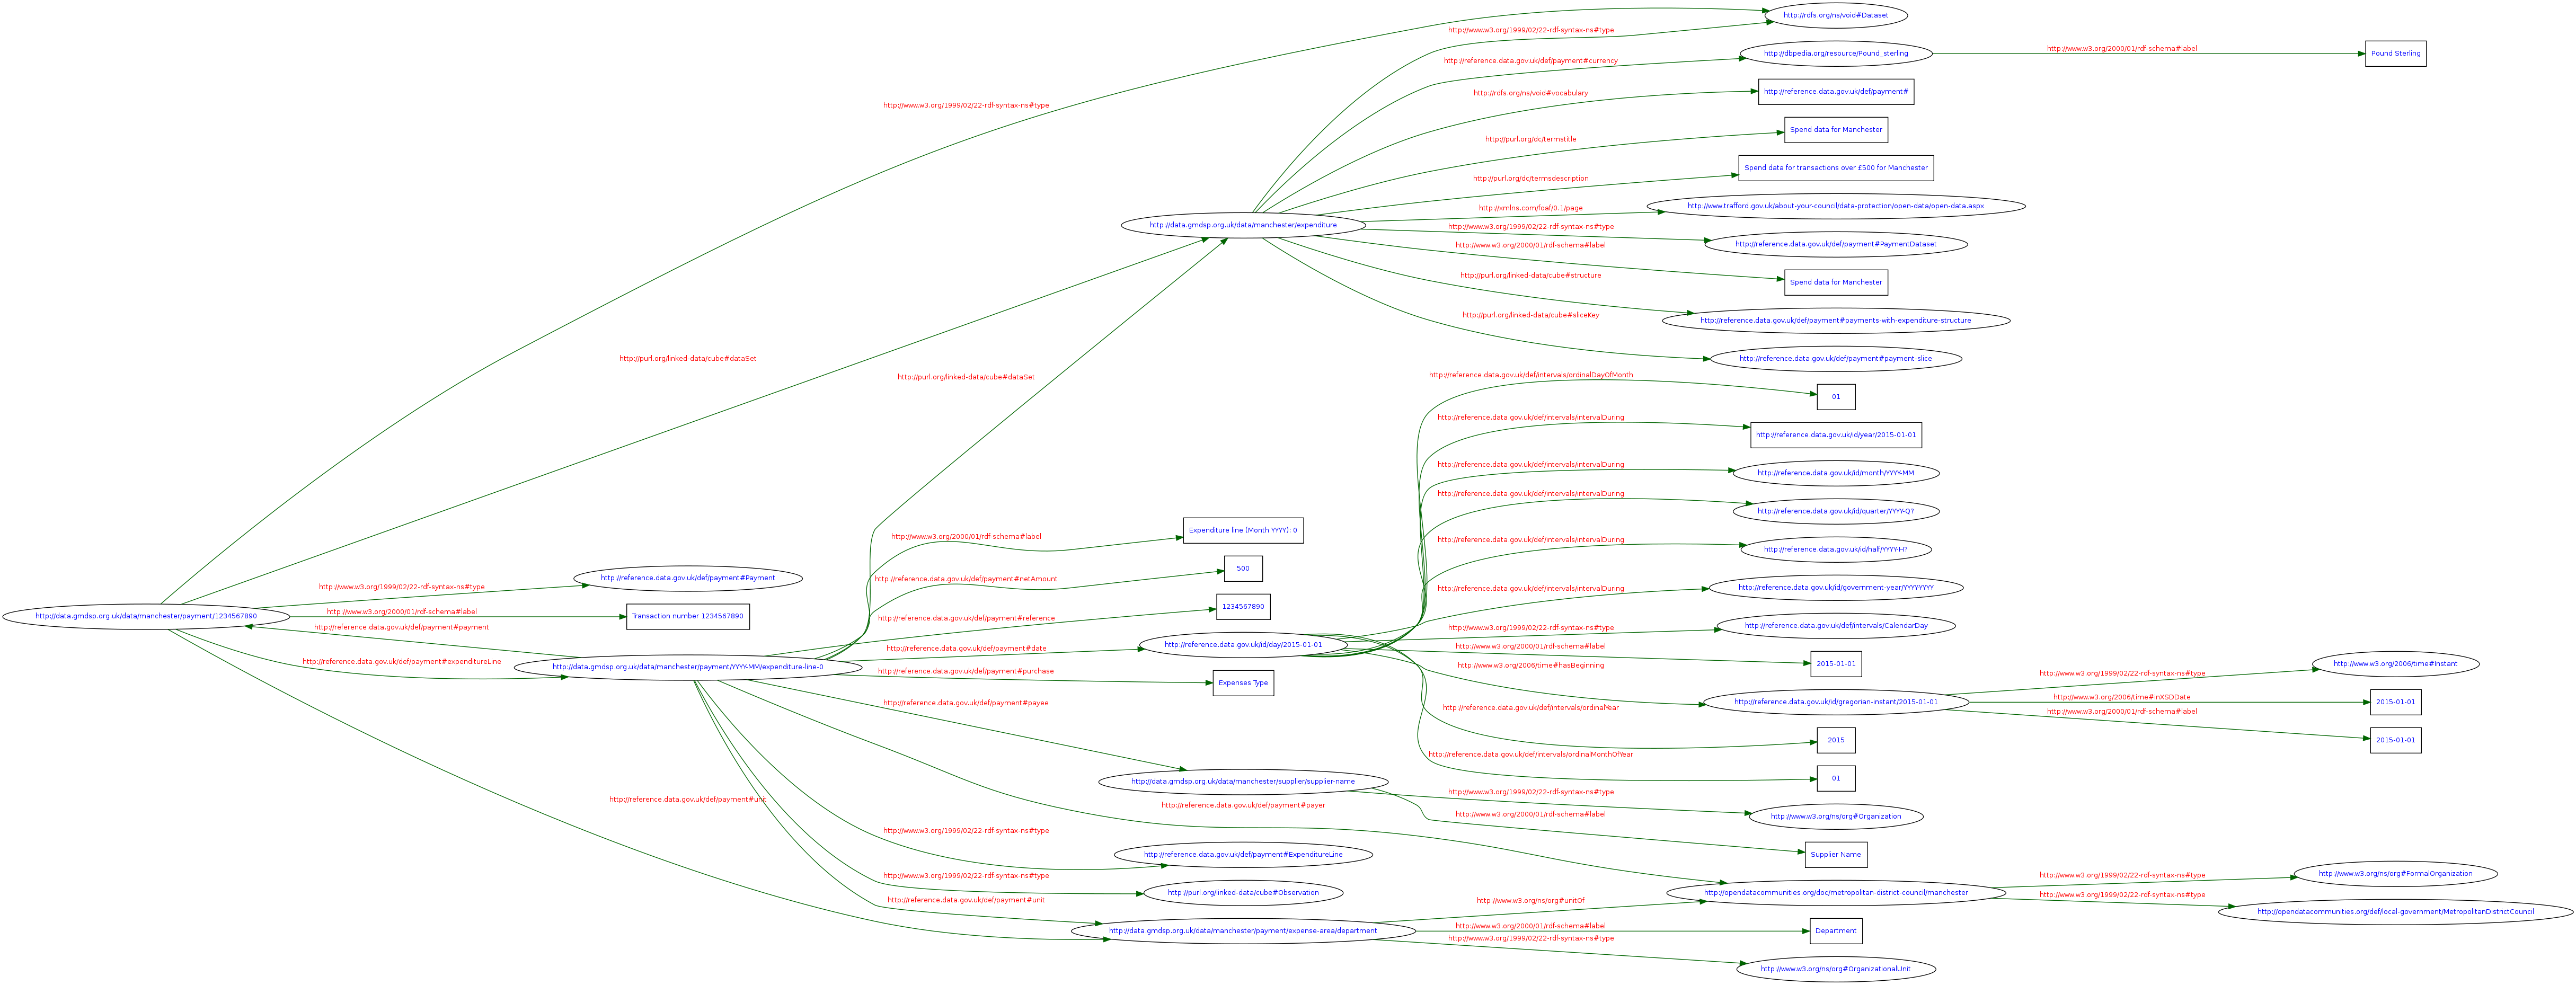 http://rdfs.org/ns/void#Dataset
http://www.w3.org/1999/02/22-rdf-syntax-ns#type
http://www.w3.org/2000/01/rdf-schema#label
http://dbpedia.org/resource/Pound_sterling
Pound Sterling
http://reference.data.gov.uk/def/payment#currency
http://rdfs.org/ns/void#vocabulary
http://reference.data.gov.uk/def/payment#
http://www.w3.org/1999/02/22-rdf-syntax-ns#type
Spend data for Manchester
http://purl.org/dc/termstitle
Spend data for transactions over £500 for Manchester
http://purl.org/dc/termsdescription
http://xmlns.com/foaf/0.1/page
http://www.trafford.gov.uk/about-your-council/data-protection/open-data/open-data.aspx
http://data.gmdsp.org.uk/data/manchester/expenditure
http://www.w3.org/1999/02/22-rdf-syntax-ns#type
http://reference.data.gov.uk/def/payment#PaymentDataset
http://www.w3.org/2000/01/rdf-schema#label
http://purl.org/linked-data/cube#structure
Spend data for Manchester
http://purl.org/linked-data/cube#sliceKey
http://reference.data.gov.uk/def/payment#payments-with-expenditure-structure
http://purl.org/linked-data/cube#dataSet
http://reference.data.gov.uk/def/payment#payment-slice
http://purl.org/linked-data/cube#dataSet
http://reference.data.gov.uk/def/intervals/ordinalDayOfMonth
01
http://reference.data.gov.uk/def/intervals/intervalDuring
http://reference.data.gov.uk/id/year/2015-01-01
http://reference.data.gov.uk/def/intervals/intervalDuring
http://reference.data.gov.uk/id/month/YYYY-MM
http://reference.data.gov.uk/def/intervals/intervalDuring
http://reference.data.gov.uk/id/quarter/YYYY-Q?
Expenditure line (Month YYYY): 0
http://www.w3.org/2000/01/rdf-schema#label
http://reference.data.gov.uk/def/intervals/intervalDuring
http://reference.data.gov.uk/id/half/YYYY-H?
500
http://reference.data.gov.uk/def/payment#Payment
http://reference.data.gov.uk/def/payment#netAmount
http://www.w3.org/1999/02/22-rdf-syntax-ns#type
http://reference.data.gov.uk/def/intervals/intervalDuring
http://reference.data.gov.uk/id/government-year/YYYY-YYYY
1234567890
http://www.w3.org/2000/01/rdf-schema#label
http://data.gmdsp.org.uk/data/manchester/payment/1234567890
Transaction number 1234567890
http://reference.data.gov.uk/def/payment#reference
http://reference.data.gov.uk/def/payment#payment
http://www.w3.org/1999/02/22-rdf-syntax-ns#type
http://reference.data.gov.uk/def/intervals/CalendarDay
http://reference.data.gov.uk/id/day/2015-01-01
http://reference.data.gov.uk/def/payment#date
http://www.w3.org/2000/01/rdf-schema#label
http://reference.data.gov.uk/def/payment#expenditureLine
http://data.gmdsp.org.uk/data/manchester/payment/YYYY-MM/expenditure-line-0
http://www.w3.org/2006/time#hasBeginning
2015-01-01
http://www.w3.org/2006/time#Instant
http://reference.data.gov.uk/def/payment#purchase
Expenses Type
http://www.w3.org/1999/02/22-rdf-syntax-ns#type
http://reference.data.gov.uk/def/payment#payee
http://reference.data.gov.uk/def/intervals/ordinalYear
http://reference.data.gov.uk/id/gregorian-instant/2015-01-01
http://www.w3.org/2006/time#inXSDDate
2015-01-01
http://www.w3.org/2000/01/rdf-schema#label
2015
2015-01-01
http://reference.data.gov.uk/def/intervals/ordinalMonthOfYear
01
http://data.gmdsp.org.uk/data/manchester/supplier/supplier-name
http://www.w3.org/1999/02/22-rdf-syntax-ns#type
http://reference.data.gov.uk/def/payment#unit
http://reference.data.gov.uk/def/payment#payer
http://www.w3.org/2000/01/rdf-schema#label
http://www.w3.org/ns/org#Organization
http://www.w3.org/1999/02/22-rdf-syntax-ns#type
http://reference.data.gov.uk/def/payment#ExpenditureLine
Supplier Name
http://www.w3.org/1999/02/22-rdf-syntax-ns#type
http://www.w3.org/1999/02/22-rdf-syntax-ns#type
http://www.w3.org/ns/org#FormalOrganization
http://purl.org/linked-data/cube#Observation
http://opendatacommunities.org/doc/metropolitan-district-council/manchester
http://www.w3.org/1999/02/22-rdf-syntax-ns#type
http://reference.data.gov.uk/def/payment#unit
http://www.w3.org/ns/org#unitOf
http://opendatacommunities.org/def/local-government/MetropolitanDistrictCouncil
http://data.gmdsp.org.uk/data/manchester/payment/expense-area/department
http://www.w3.org/2000/01/rdf-schema#label
Department
http://www.w3.org/1999/02/22-rdf-syntax-ns#type
http://www.w3.org/ns/org#OrganizationalUnit